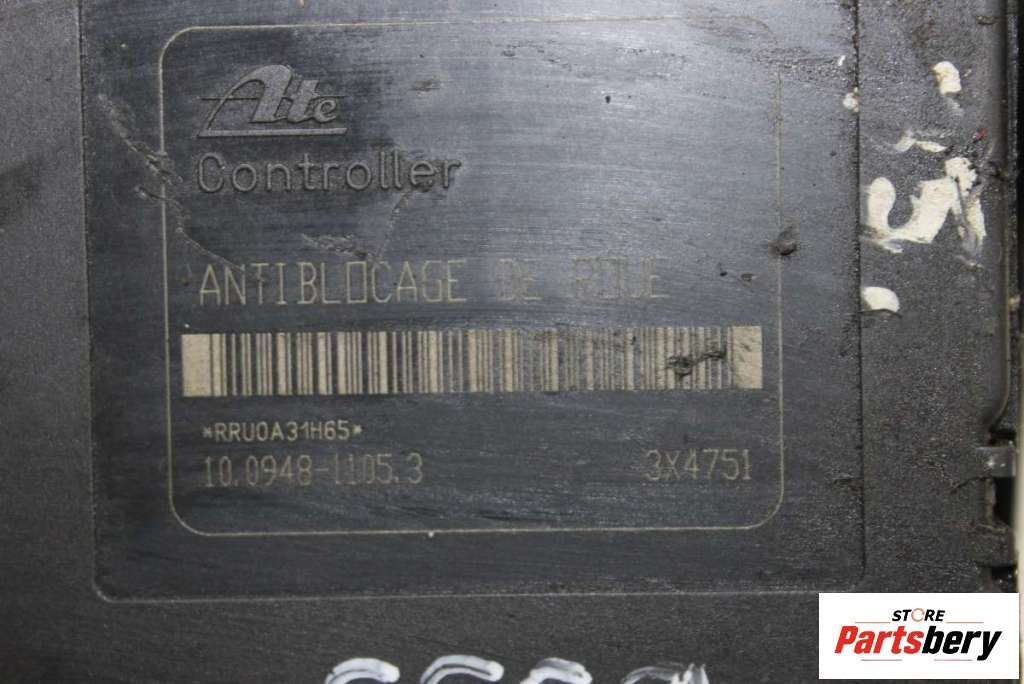 Ate
Controller
ANTIBLOCAGE DE ROUE
*RRU0A31H65*
10.0948-1105.3 3X4751
STORE
Partsbery